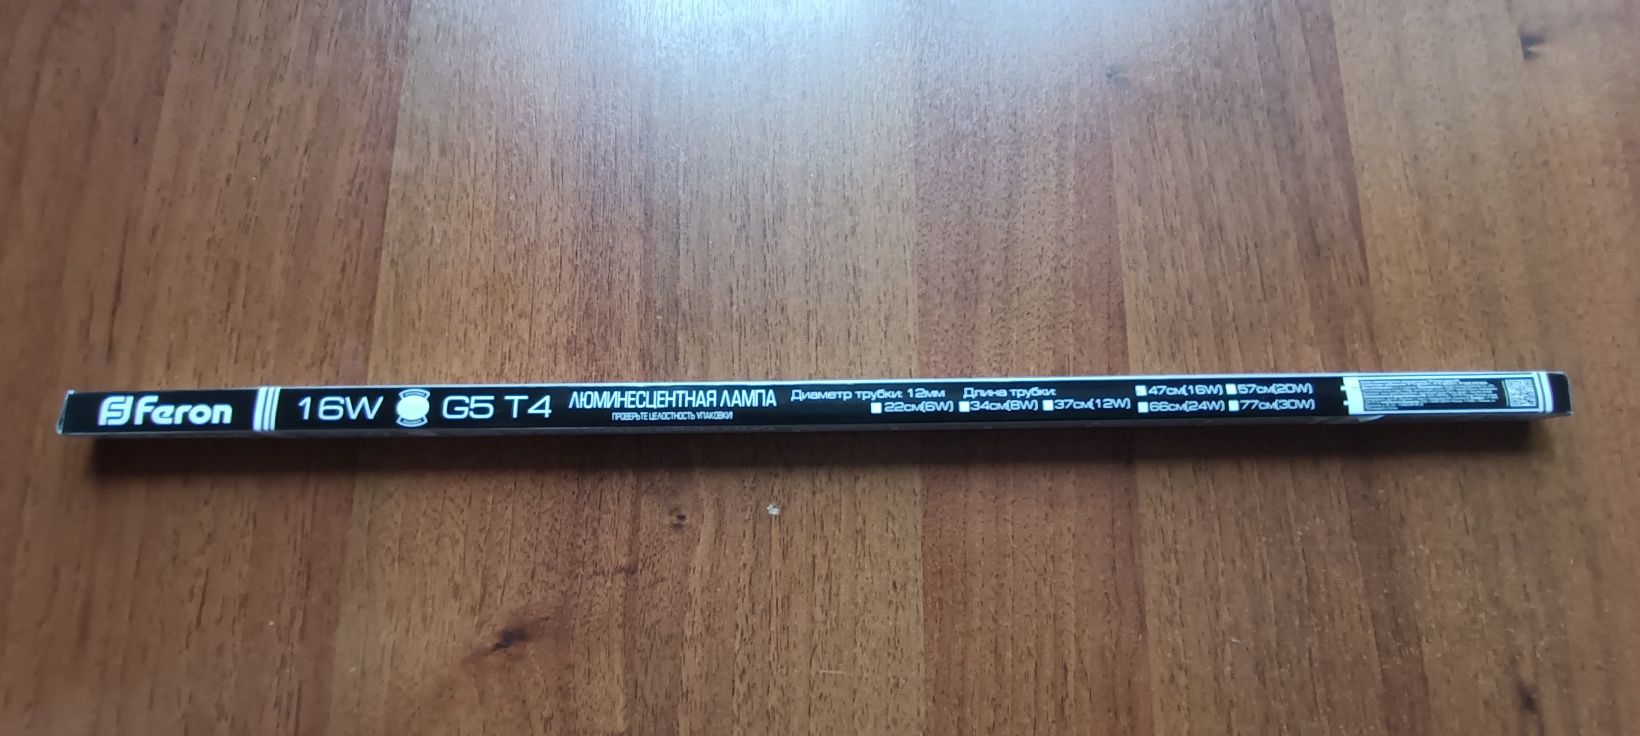 Feron
16W
G5 T4
ЛЮМИНЕСЦЕНТНАЯ ЛАМПА
ПРОВЕРЬТЕ ЦЕЛОСТНОСТЬ УПАКОВКИ!
Диаметр трубки: 12мм Длина трубки:
22см(6W) 34см(8W) 37см(12W)
47см(16W) 57см(20W)
66см(24W) 77см(30W)